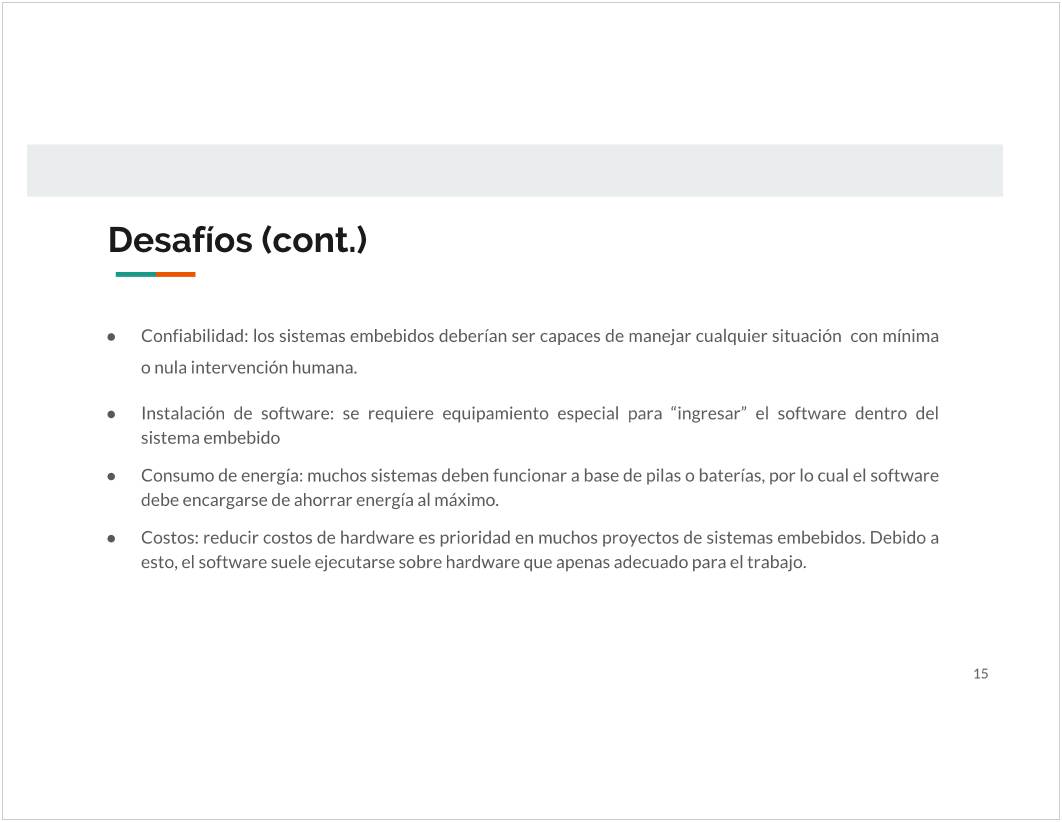 Desafíos (cont.)
● Confiabilidad: los sistemas embebidos deberían ser capaces de manejar cualquier situación  con mínima
o nula intervención humana.
● Instalación de software: se requiere equipamiento especial para “ingresar” el software dentro del
sistema embebido
● Consumo de energía: muchos sistemas deben funcionar a base de pilas o baterías, por lo cual el software
debe encargarse de ahorrar energía al máximo.
● Costos: reducir costos de hardware es prioridad en muchos proyectos de sistemas embebidos. Debido a
esto, el software suele ejecutarse sobre hardware que apenas adecuado para el trabajo.
15